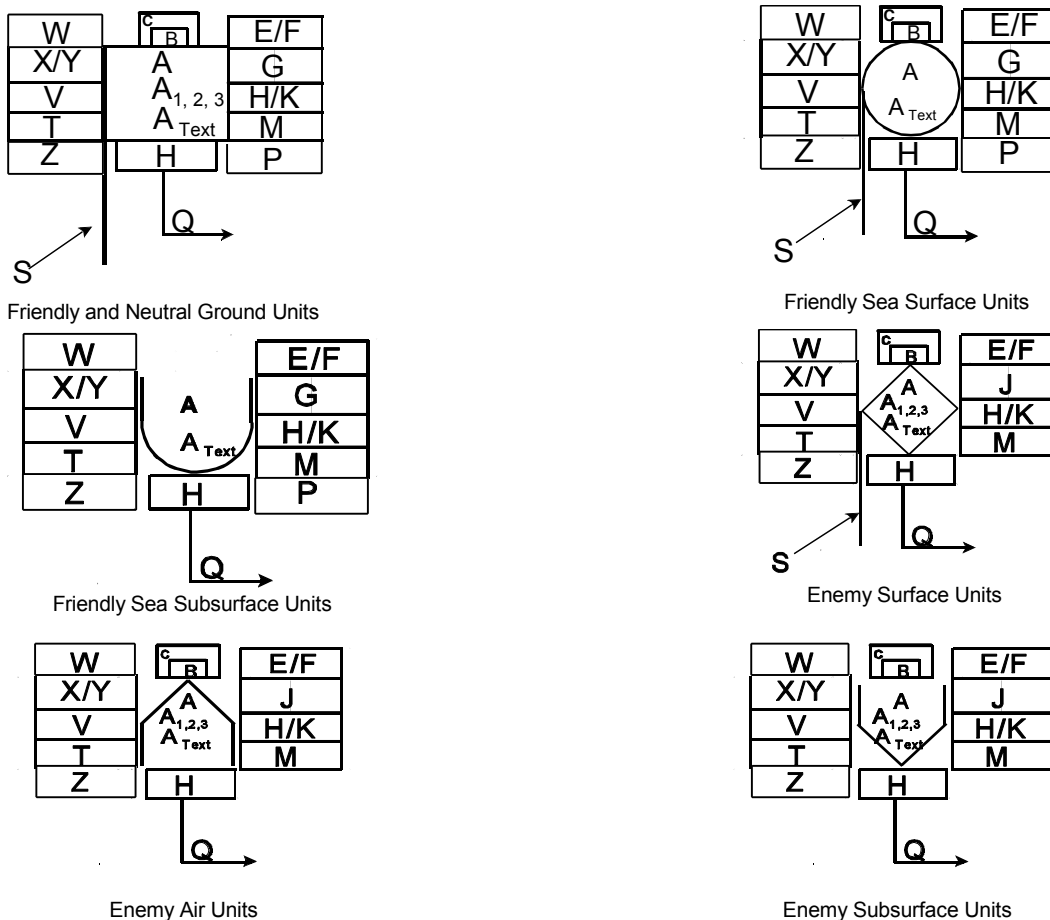 W
X/Y
V
T
Z
C
B
A
A1, 2, 3
A Text
H
E/F
G
H/K
M
P
Q
S
Friendly and Neutral Ground Units
W
X/Y
V
T
Z
C
B
A
A Text
H
E/F
G
H/K
M
P
Q
S
Friendly Sea Surface Units
W
X/Y
V
T
Z
A
A Text
H
E/F
G
H/K
M
P
Q
Friendly Sea Subsurface Units
W
X/Y
V
T
Z
C
B
A
A1,2,3
A Text
H
E/F
J
H/K
M
Q
S
Enemy Surface Units
W
X/Y
V
T
Z
C
B
A
A1,2,3
A Text
H
E/F
J
H/K
M
Q
Enemy Air Units
W
X/Y
V
T
Z
C
B
A
A1,2,3
A Text
H
E/F
J
H/K
M
Q
Enemy Subsurface Units